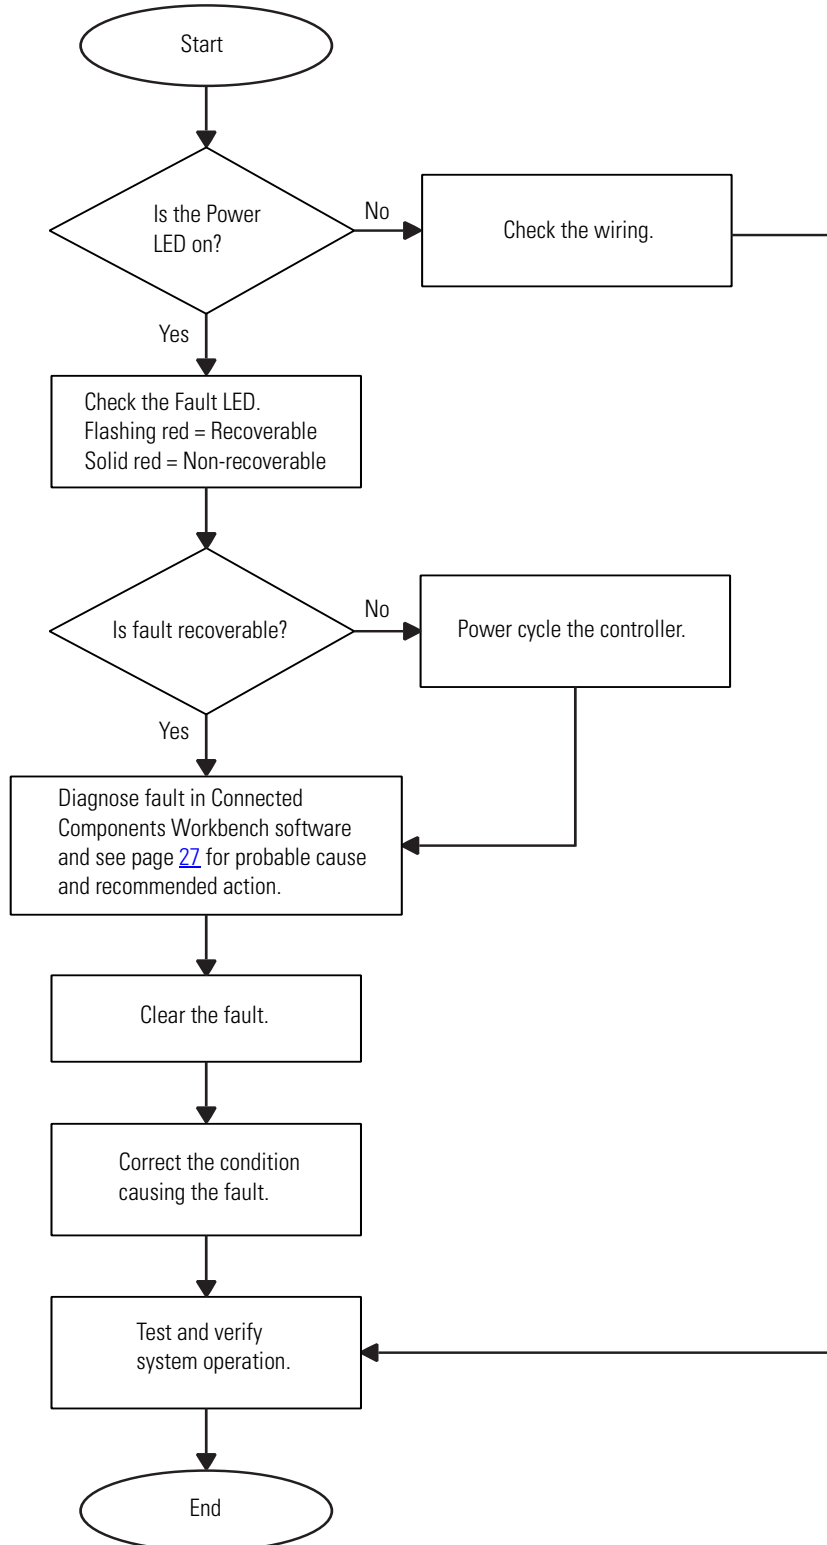 Start
Is the Power
LED on?
No
Check the wiring.
Yes
Check the Fault LED.
Flashing red = Recoverable
Solid red = Non-recoverable
Is fault recoverable?
No
Power cycle the controller.
Yes
Diagnose fault in Connected
Components Workbench software
and see page 27 for probable cause
and recommended action.
Clear the fault.
Correct the condition
causing the fault.
Test and verify
system operation.
End